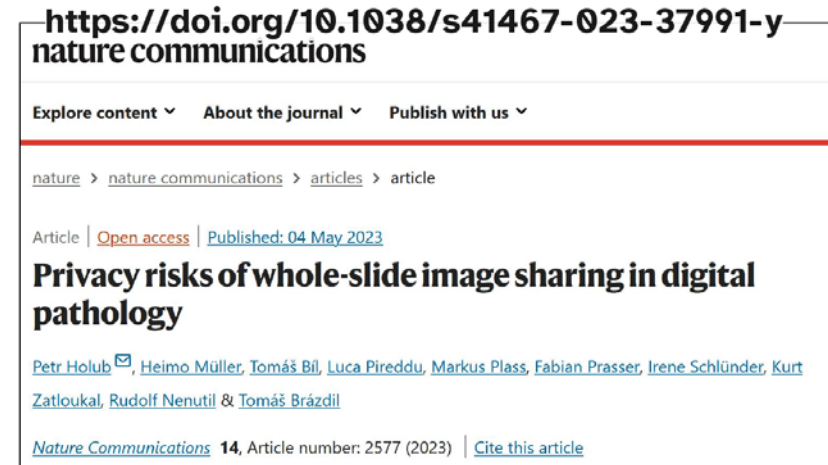 https://doi.org/10.1038/s41467-023-37991-y
nature communications
Explore content About the journal Publish with us
nature > nature communications > articles > article
Article | Open access | Published: 04 May 2023
Privacy risks of whole-slide image sharing in digital
pathology
Petr Holub, Heimo Müller, Tomáš Bíl, Luca Pireddu, Markus Plass, Fabian Prasser, Irene Schlünder, Kurt
Zatloukal, Rudolf Nenutil & Tomáš Brázdil
Nature Communications 14, Article number: 2577 (2023) | Cite this article